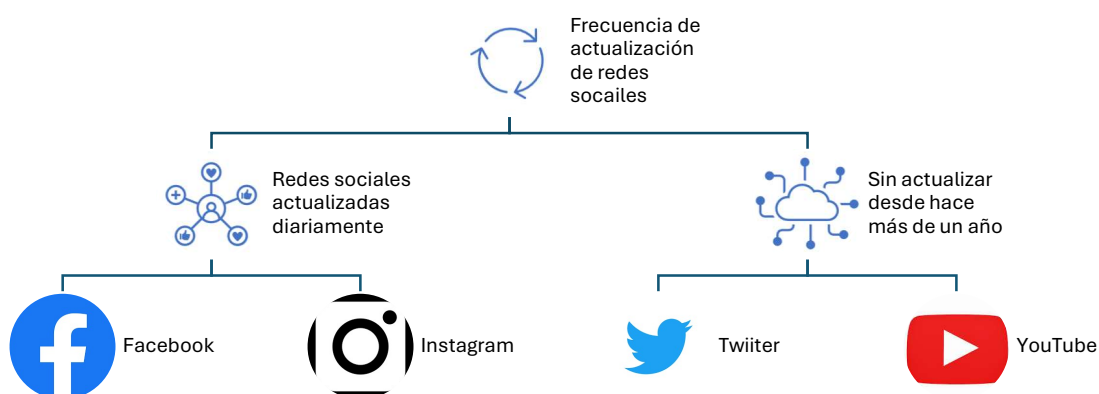 Frecuencia de
actualización
de redes
socailes
Redes sociales
actualizadas
diariamente
Sin actualizar
desde hace
más de un año
Facebook
Instagram
Twiiter
YouTube